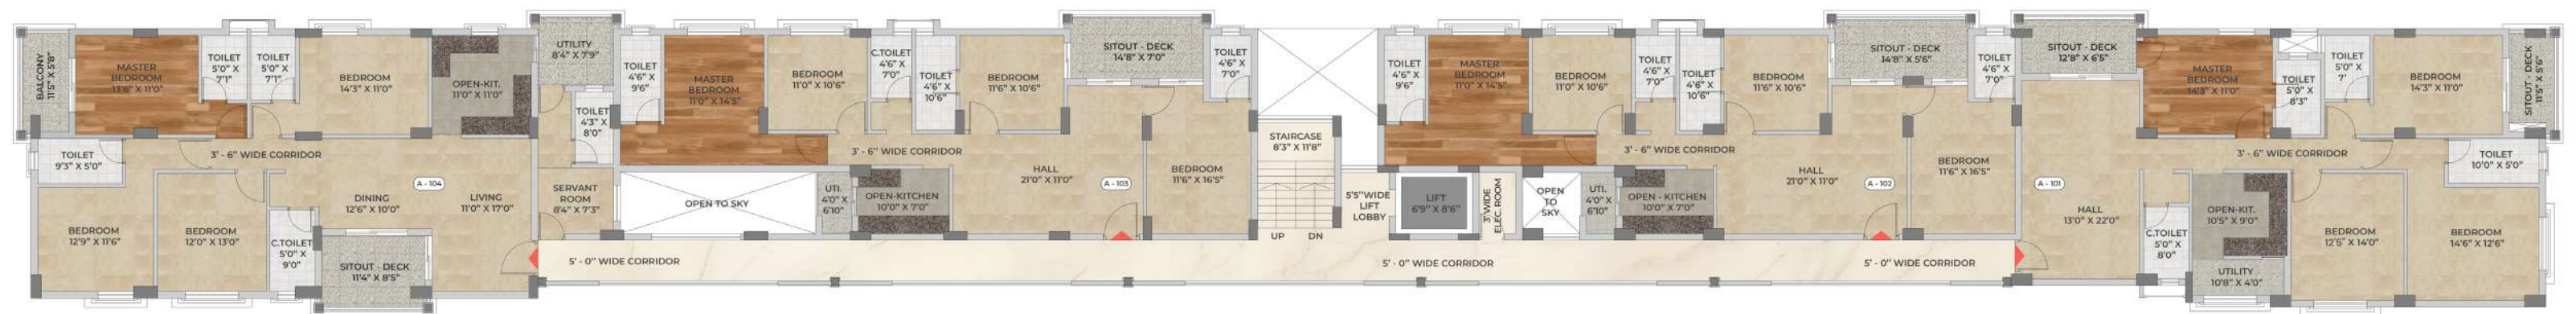 BALCONY
11'5" X 5'8"
MASTER
BEDROOM
13'6" X 11'0"
TOILET
5'0" X
7'1"
TOILET
5'0" X
7'1"
BEDROOM
14'3" X 11'0"
OPEN-KIT.
11'0" X 11'0"
UTILITY
8'4" X 7'9"
TOILET
4'3" X
8'0"
TOILET
9'3" X 5'0"
3' - 6" WIDE CORRIDOR
A - 104
DINING
12'6" X 10'0"
LIVING
11'0" X 17'0"
SERVANT
ROOM
8'4" X 7'3"
BEDROOM
12'9" X 11'6"
BEDROOM
12'0" X 13'0"
C.TOILET
5'0" X
9'0"
SITOUT - DECK
11'4" X 8'5"
TOILET
4'6" X
9'6"
MASTER
BEDROOM
11'0" X 14'5"
BEDROOM
11'0" X 10'6"
C.TOILET
4'6" X
7'0"
TOILET
4'6" X
10'6"
BEDROOM
11'6" X 10'6"
SITOUT - DECK
14'8" X 7'0"
TOILET
4'6" X
7'0"
3' - 6" WIDE CORRIDOR
HALL
21'0" X 11'0"
A - 103
BEDROOM
11'6" X 16'5"
OPEN TO SKY
UTI.
4'0" X
6'10"
OPEN-KITCHEN
10'0" X 7'0"
STAIRCASE
8'3" X 11'8"
UP
DN
5'5"WIDE
LIFT
LOBBY
LIFT
6'9" X 8'6"
3' WIDE
ELEC. ROOM
OPEN
TO
SKY
5' - 0" WIDE CORRIDOR
5' - 0" WIDE CORRIDOR
5' - 0" WIDE CORRIDOR
TOILET
4'6" X
9'6"
MASTER
BEDROOM
11'0" X 14'5"
BEDROOM
11'0" X 10'6"
TOILET
4'6" X
7'0"
TOILET
4'6" X
10'6"
BEDROOM
11'6" X 10'6"
SITOUT - DECK
14'8" X 5'6"
TOILET
4'6" X
7'0"
3' - 6" WIDE CORRIDOR
HALL
21'0" X 11'0"
A - 102
BEDROOM
11'6" X 16'5"
UTI.
4'0" X
6'10"
OPEN - KITCHEN
10'0" X 7'0"
SITOUT - DECK
12'8" X 6'5"
MASTER
BEDROOM
14'3" X 11'0"
TOILET
5'0" X
8'3"
TOILET
5'0" X
7'
BEDROOM
14'3" X 11'0"
SITOUT - DECK
11'5" X 5'6"
3' - 6" WIDE CORRIDOR
TOILET
10'0" X 5'0"
A - 101
HALL
13'0" X 22'0"
C.TOILET
5'0" X
8'0"
OPEN-KIT.
10'5" X 9'0"
UTILITY
10'8" X 4'0"
BEDROOM
12'5" X 14'0"
BEDROOM
14'6" X 12'6"